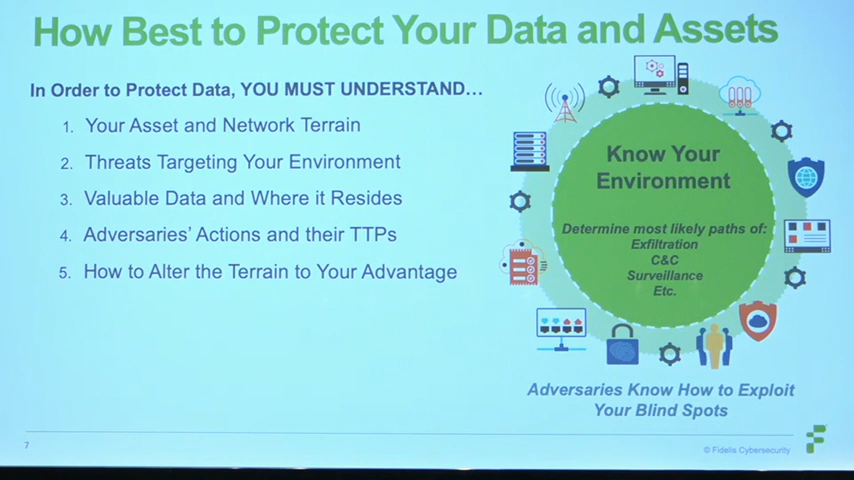 How Best to Protect Your Data and Assets
In Order to Protect Data, YOU MUST UNDERSTAND…
1. Your Asset and Network Terrain
2. Threats Targeting Your Environment
3. Valuable Data and Where it Resides
4. Adversaries' Actions and their TTPs
5. How to Alter the Terrain to Your Advantage
Know Your
Environment
Determine most likely paths of:
Exfiltration
C&C
Surveillance
Etc.
Adversaries Know How to Exploit
Your Blind Spots
7
© Fidelis Cybersecurity